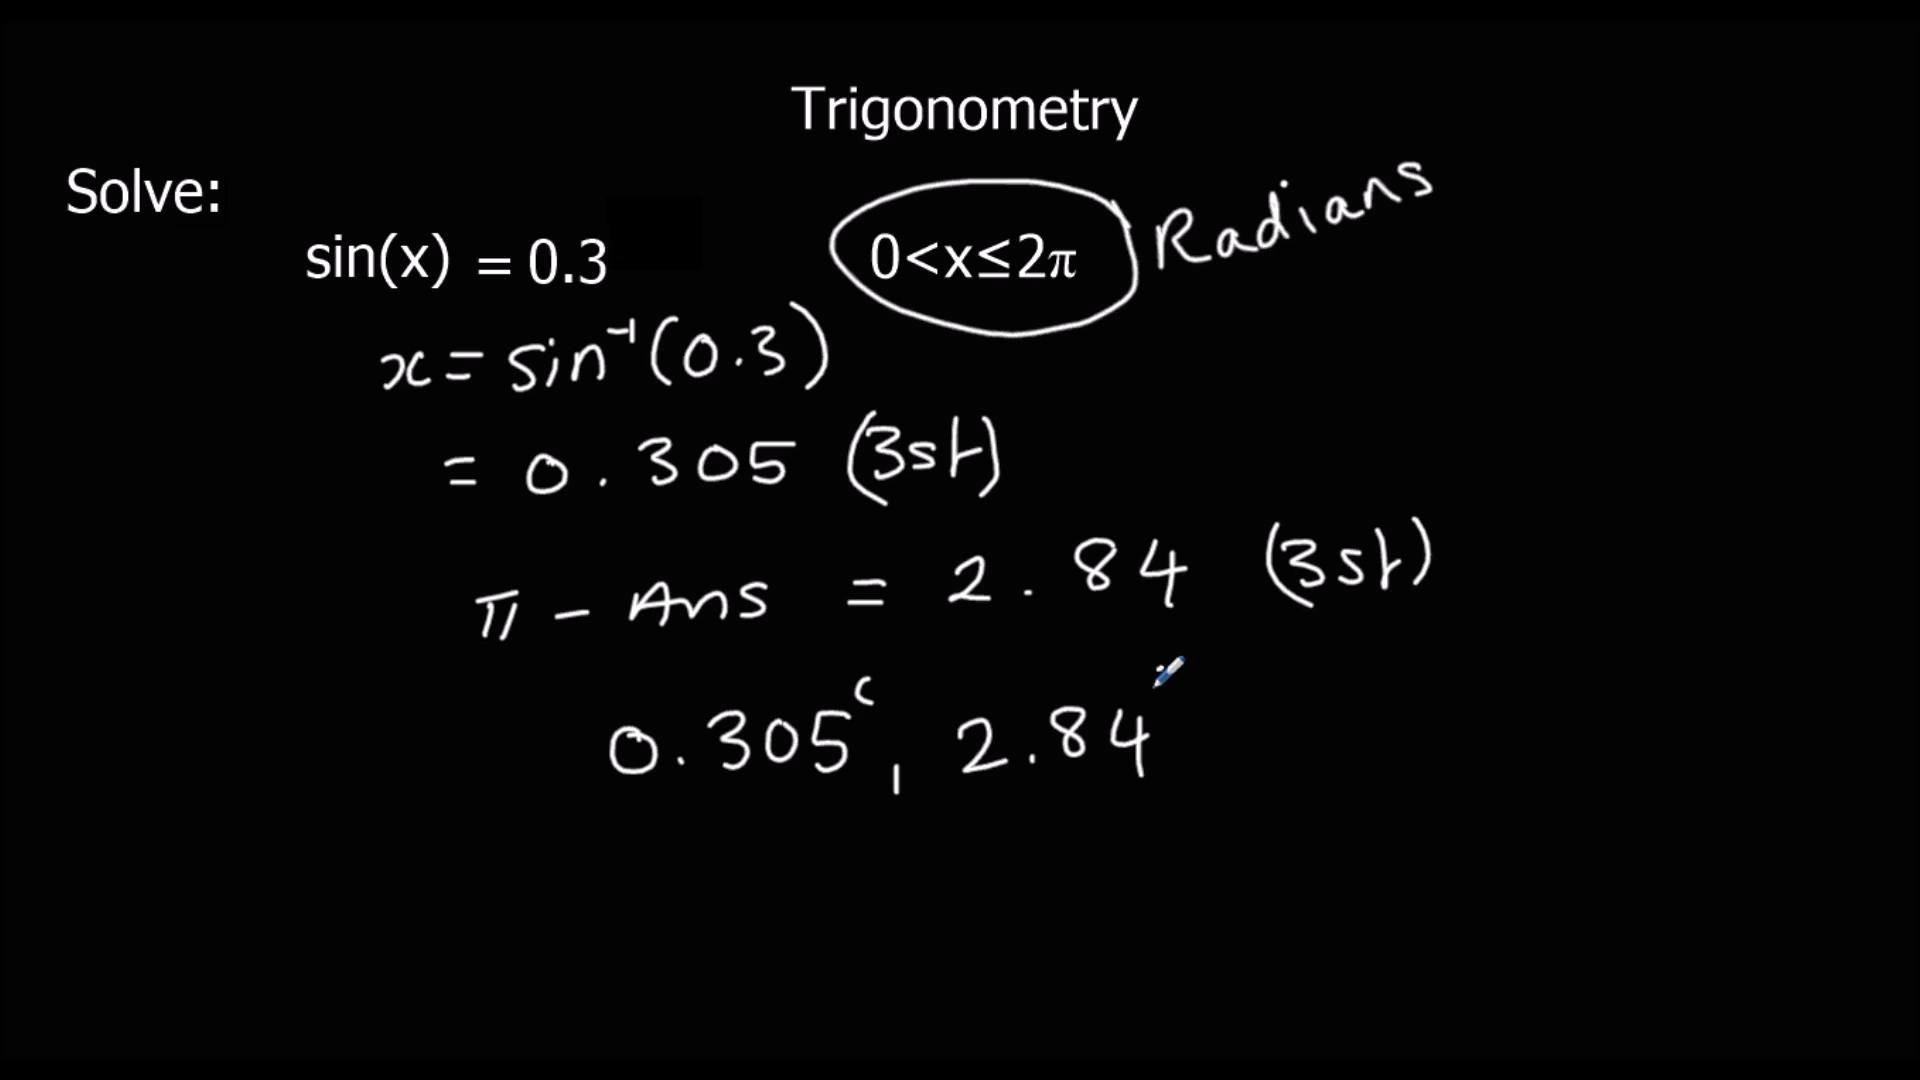 Trigonometry
Solve:
sin(x) = 0.3 0<x≤2π Radians
x = sin⁻¹(0.3)
= 0.305 (3sf)
π - Ans = 2.84 (3sf)
0.305ᶜ, 2.84